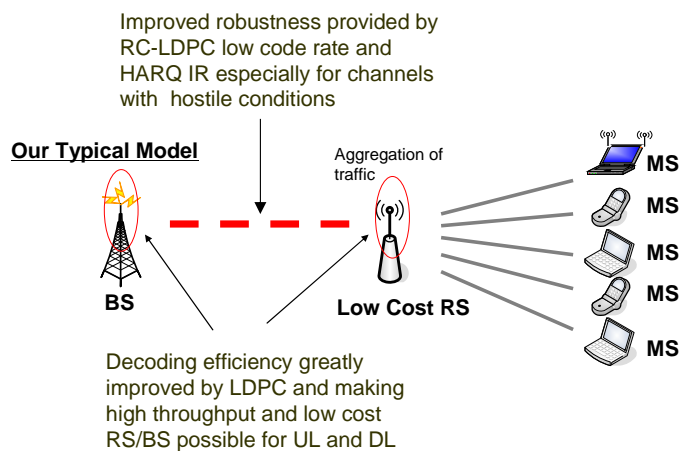 Improved robustness provided by
RC-LDPC low code rate and
HARQ IR especially for channels
with hostile conditions
Our Typical Model
Aggregation of
traffic
BS
Low Cost RS
MS
MS
MS
MS
MS
Decoding efficiency greatly
improved by LDPC and making
high throughput and low cost
RS/BS possible for UL and DL